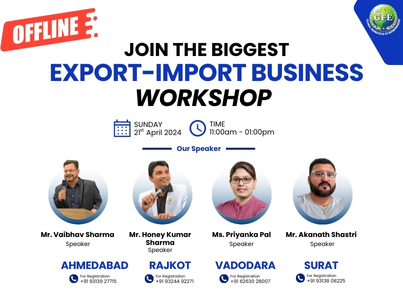 OFFLINE
GFE
JOIN THE BIGGEST
EXPORT-IMPORT BUSINESS
WORKSHOP
SUNDAY
21st April 2024
TIME
11:00am - 01:00pm
Our Speaker
Mr. Vaibhav Sharma
Speaker
Mr. Honey Kumar
Sharma
Speaker
Ms. Priyanka Pal
Speaker
Mr. Akanath Shastri
Speaker
AHMEDABAD
For Registration
+91 93139 27715
RAJKOT
For Registration
+91 93244 92271
VADODARA
For Registration
+91 63630 28007
SURAT
For Registration
+91 93138 08225